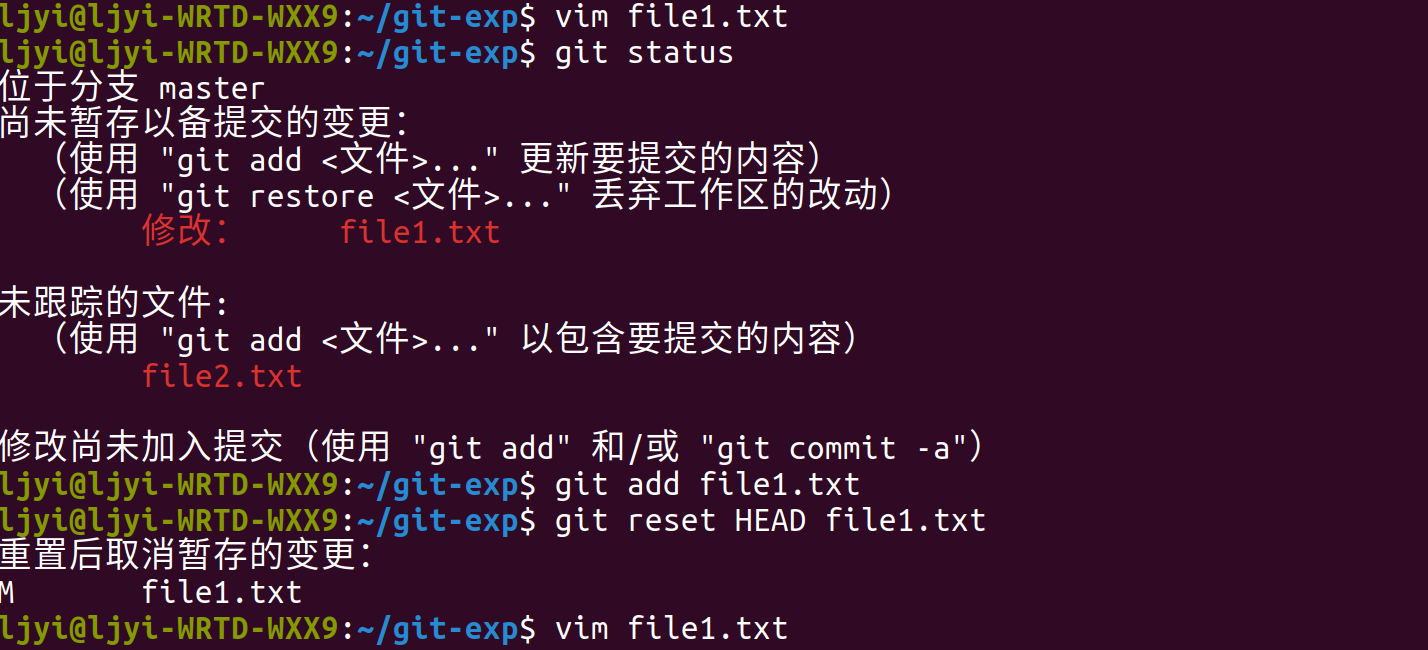 ljyi@ljyi-WRTD-WXX9:~/git-exp$ vim file1.txt
ljyi@ljyi-WRTD-WXX9:~/git-exp$ git status
位于分支 master
尚未暂存以备提交的变更：
  （使用 "git add <文件>..." 更新要提交的内容）
  （使用 "git restore <文件>..." 丢弃工作区的改动）
        修改：     file1.txt
未跟踪的文件:
  （使用 "git add <文件>..." 以包含要提交的内容）
        file2.txt
修改尚未加入提交（使用 "git add" 和/或 "git commit -a"）
ljyi@ljyi-WRTD-WXX9:~/git-exp$ git add file1.txt
ljyi@ljyi-WRTD-WXX9:~/git-exp$ git reset HEAD file1.txt
重置后取消暂存的变更：
M       file1.txt
ljyi@ljyi-WRTD-WXX9:~/git-exp$ vim file1.txt